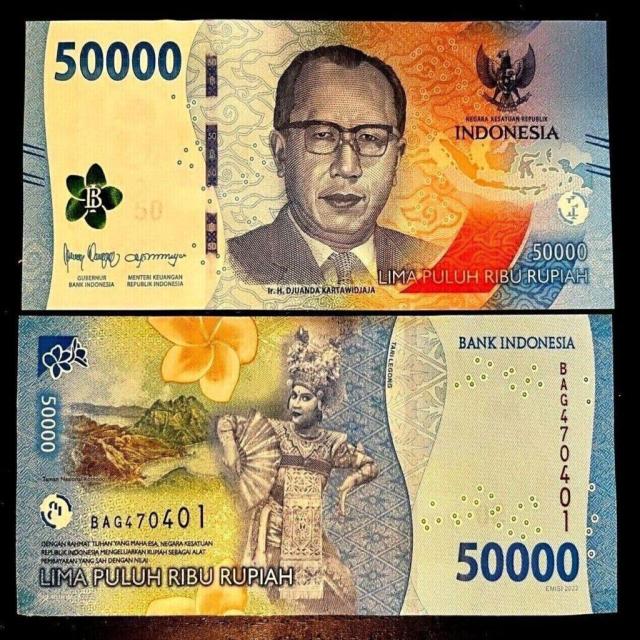 50000
50
NEGARA KESATUAN REPUBLIK
INDONESIA
50000
LIMA PULUH RIBU RUPIAH
GUBERNUR
BANK INDONESIA
MENTERI KEUANGAN
REPUBLIK INDONESIA
Ir. H. DJUANDA KARTAWIDJAJA
BANK INDONESIA
TARI LEGONG
50000
BAG470401
Taman Nasional Komodo
BAG470401
DENGAN RAHMAT TUHAN YANG MAHA ESA, NEGARA KESATUAN
REPUBLIK INDONESIA MENGELUARKAN RUPIAH SEBAGAI ALAT
PEMBAYARAN YANG SAH DENGAN NILAI
LIMA PULUH RIBU RUPIAH
50000
EMISI 2022